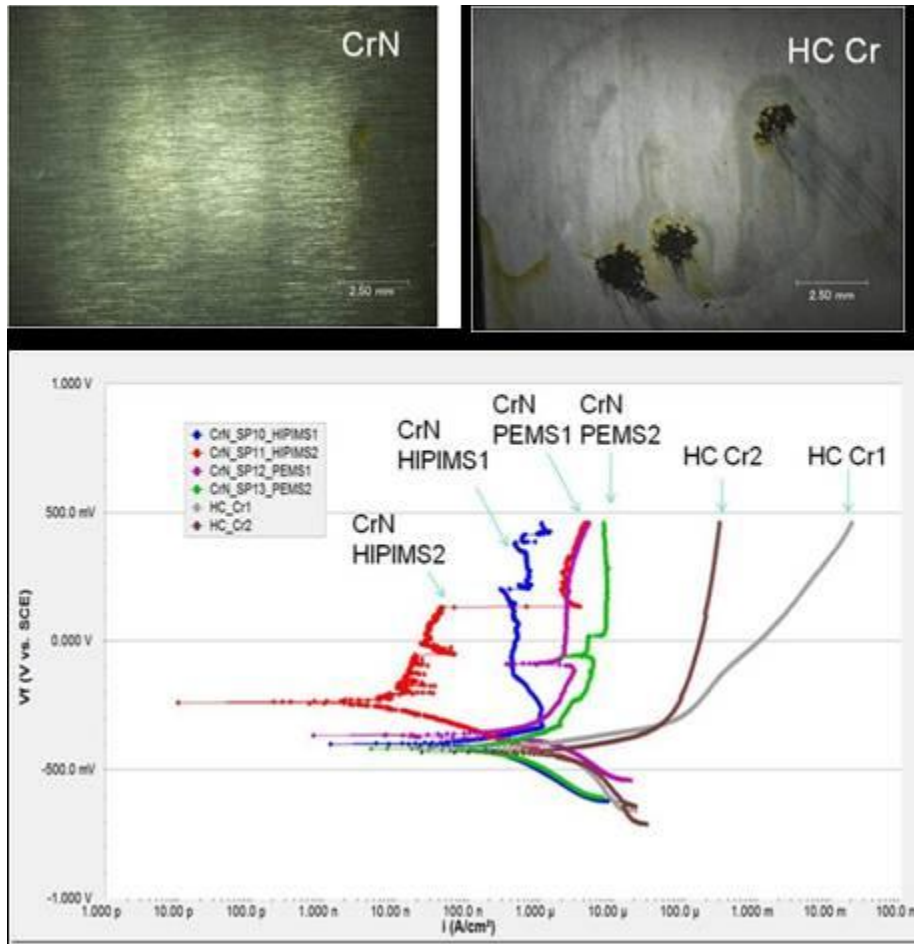 CrN
HC Cr
2.50 mm
2.50 mm
1.000 V
500.0 mV
0.000 V
-500.0 mV
-1.000 V
Vf (V vs. SCE)
CrN_SP10_HIPIMS1
CrN_SP11_HIPIMS2
CrN_SP12_PEMS1
CrN_SP13_PEMS2
HC_Cr1
HC_Cr2
CrN
HIPIMS2
CrN
HIPIMS1
CrN
PEMS1
CrN
PEMS2
HC Cr2
HC Cr1
1.000 p
10.00 p
100.0 p
1.000 n
10.00 n
100.0 n
1.000 µ
10.00 µ
100.0 µ
1.000 m
10.00 m
100.0 m
I (A/cm²)